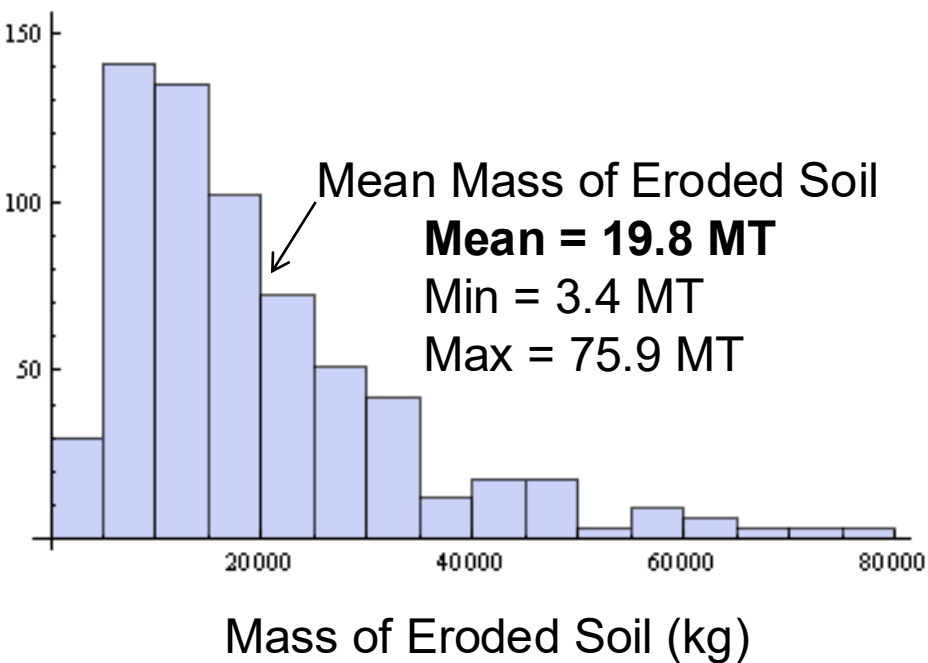 150
Mean Mass of Eroded Soil
100
Mean = 19.8 MT
Min = 3.4 MT
Max = 75.9 MT
50
20000 40000 60000 80000
Mass of Eroded Soil (kg)